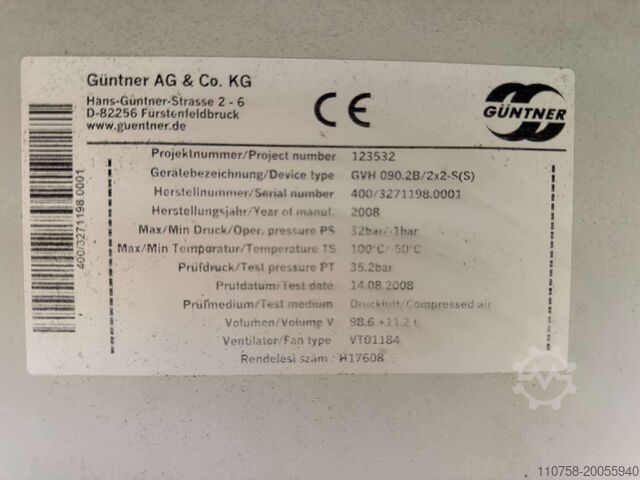 Güntner AG & Co. KG
Hans-Güntner-Strasse 2 - 6
D-82256 Fürstenfeldbruck
www.guentner.de
CE
GÜNTNER
400/3271198.0001
Projektnummer/Project number 123532
Gerätebezeichnung/Device type GVH 090.2B/2x2-S(S)
Herstellnummer/Serial number 400/3271198.0001
Herstellungsjahr/Year of manuf. 2008
Max/Min Druck/Oper. pressure PS 32bar/-1bar
Max/Min Temperatur/Temperature TS 100°C/-50°C
Prüfdruck/Test pressure PT 35.2bar
Prüfdatum/Test date 14.08.2008
Prüfmedium/Test medium Druckluft/Compressed air
Volumen/Volume V 98.6 +11.2 ℓ
Ventilator/Fan type VT01184
Rendelési szám : H17608
110758-20055940